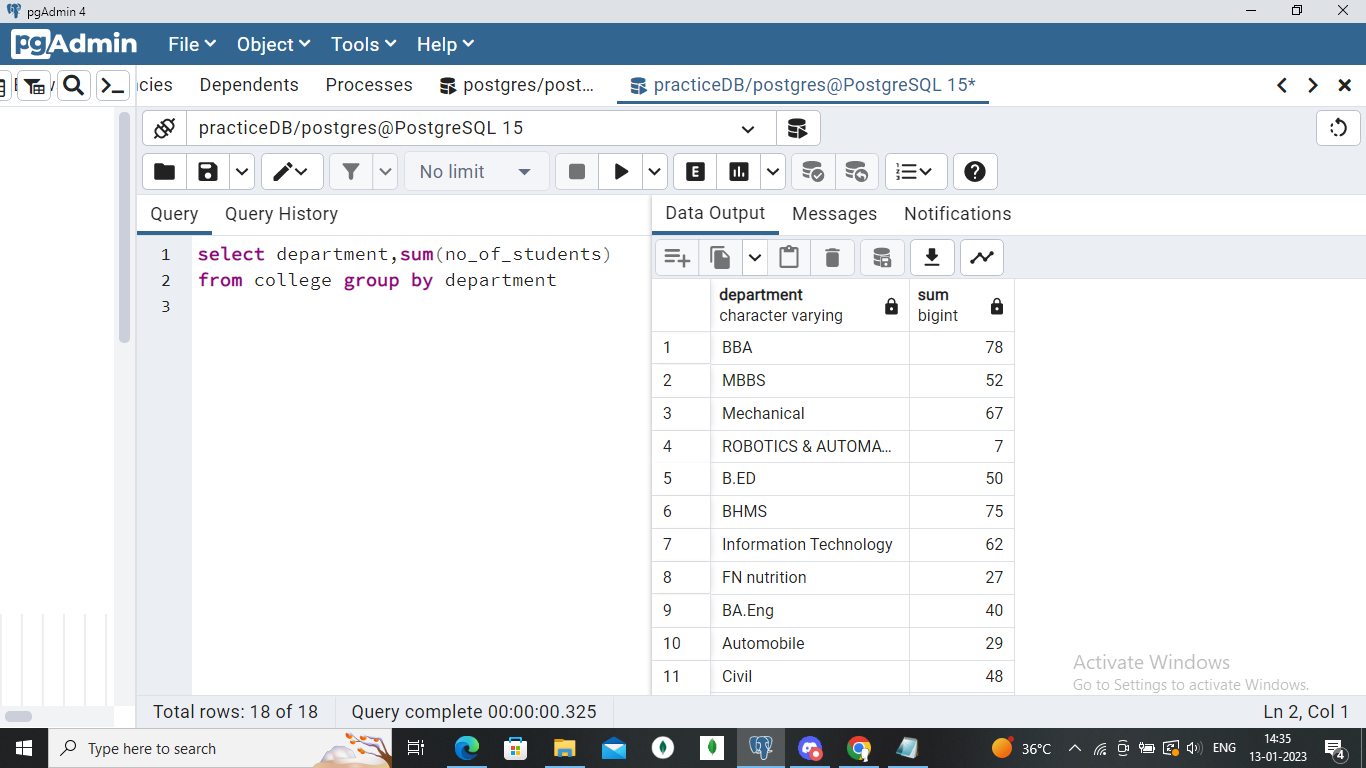 pgAdmin 4
pgAdmin File Object Tools Help
cies Dependents Processes postgres/post... practiceDB/postgres@PostgreSQL 15*
practiceDB/postgres@PostgreSQL 15
No limit
E
Query Query History
1 select department,sum(no_of_students)
2 from college group by department
3
Data Output Messages Notifications
department sum
character varying bigint
1 BBA 78
2 MBBS 52
3 Mechanical 67
4 ROBOTICS & AUTOMA... 7
5 B.ED 50
6 BHMS 75
7 Information Technology 62
8 FN nutrition 27
9 BA.Eng 40
10 Automobile 29
11 Civil 48
Activate Windows
Go to Settings to activate Windows.
Total rows: 18 of 18 Query complete 00:00:00.325 Ln 2, Col 1
Type here to search 36°C ENG 14:35
13-01-2023
4